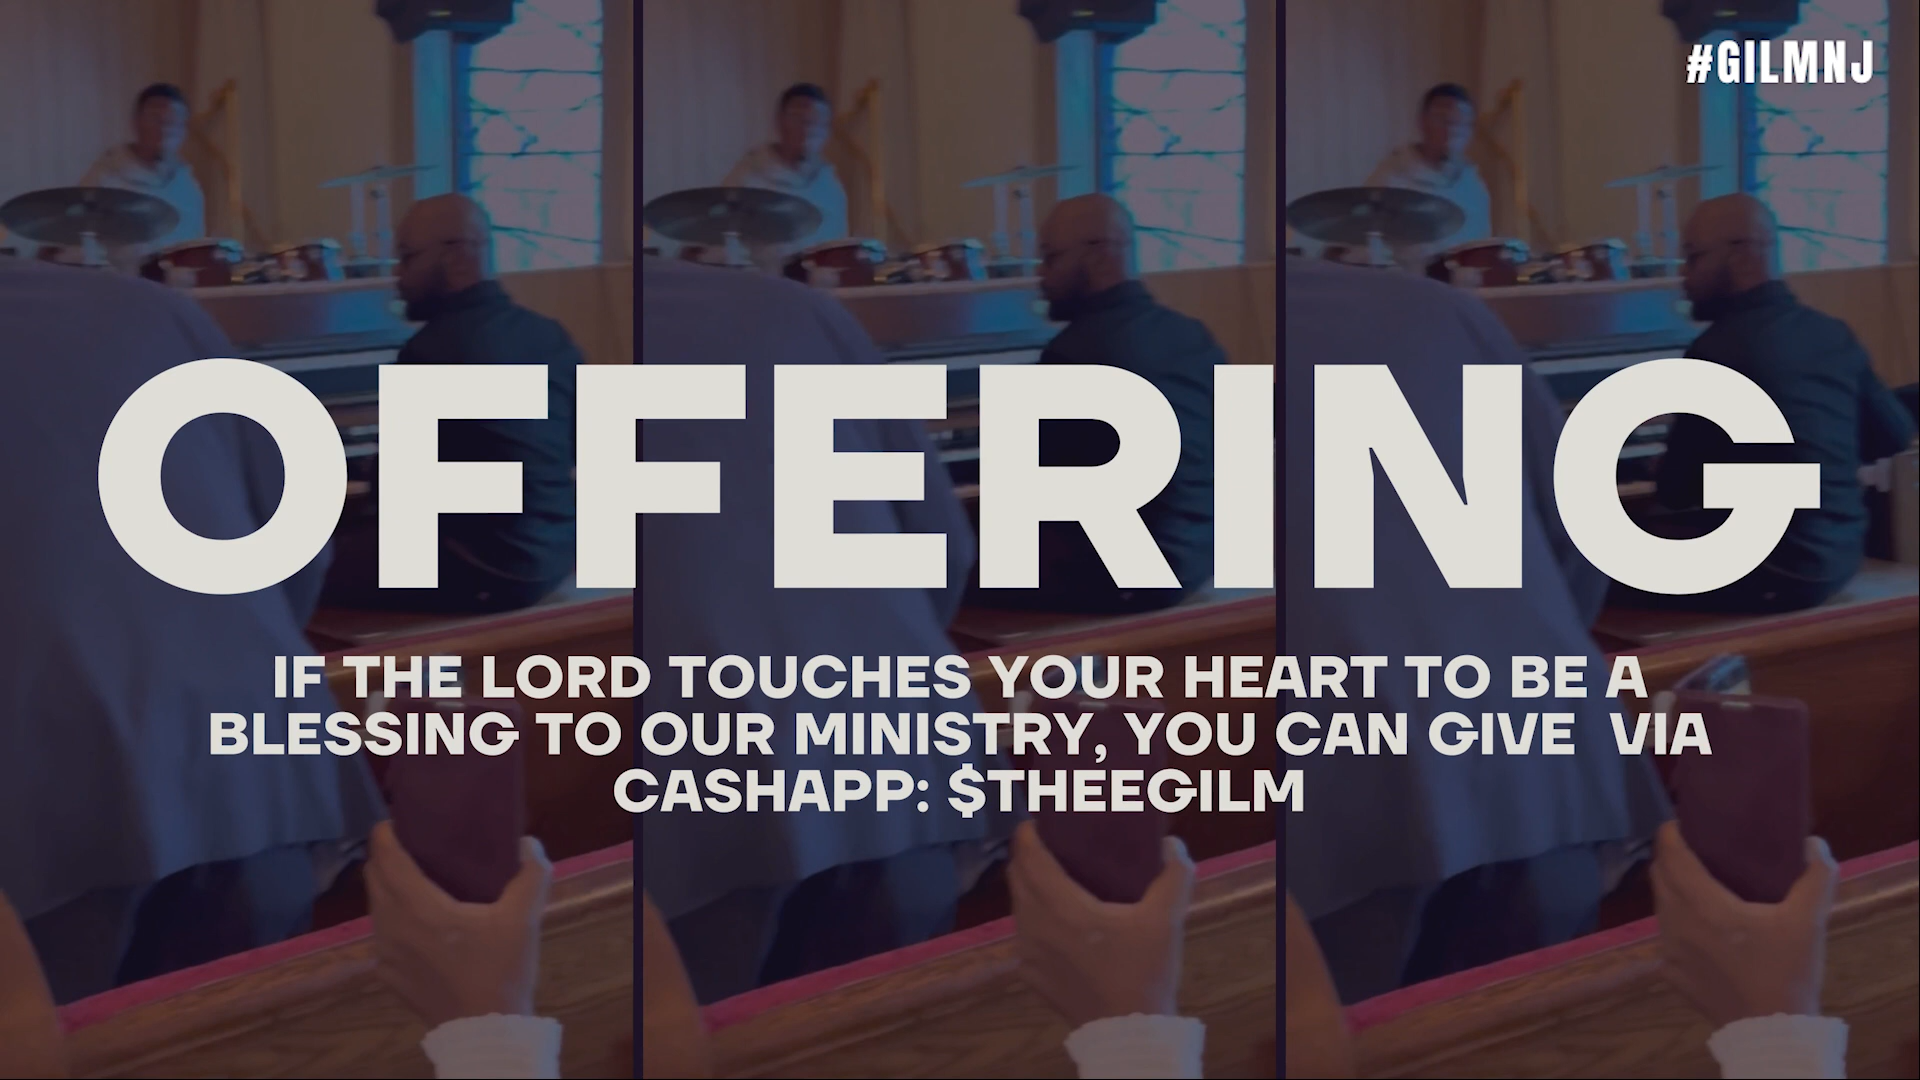 #GILMNJ
OFFERING
IF THE LORD TOUCHES YOUR HEART TO BE A
BLESSING TO OUR MINISTRY, YOU CAN GIVE  VIA
CASHAPP: $THEEGILM